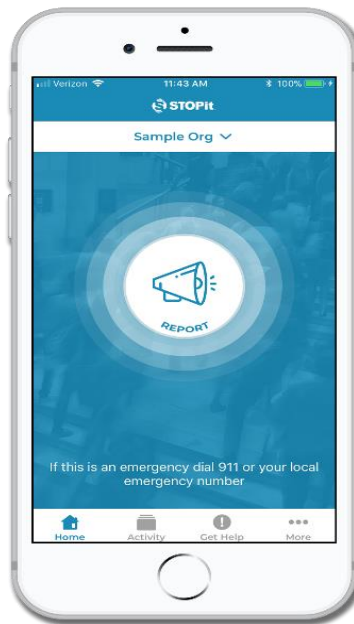 Verizon 11:43 AM 100%
STOPit
Sample Org
REPORT
If this is an emergency dial 911 or your local
emergency number
Home Activity Get Help More